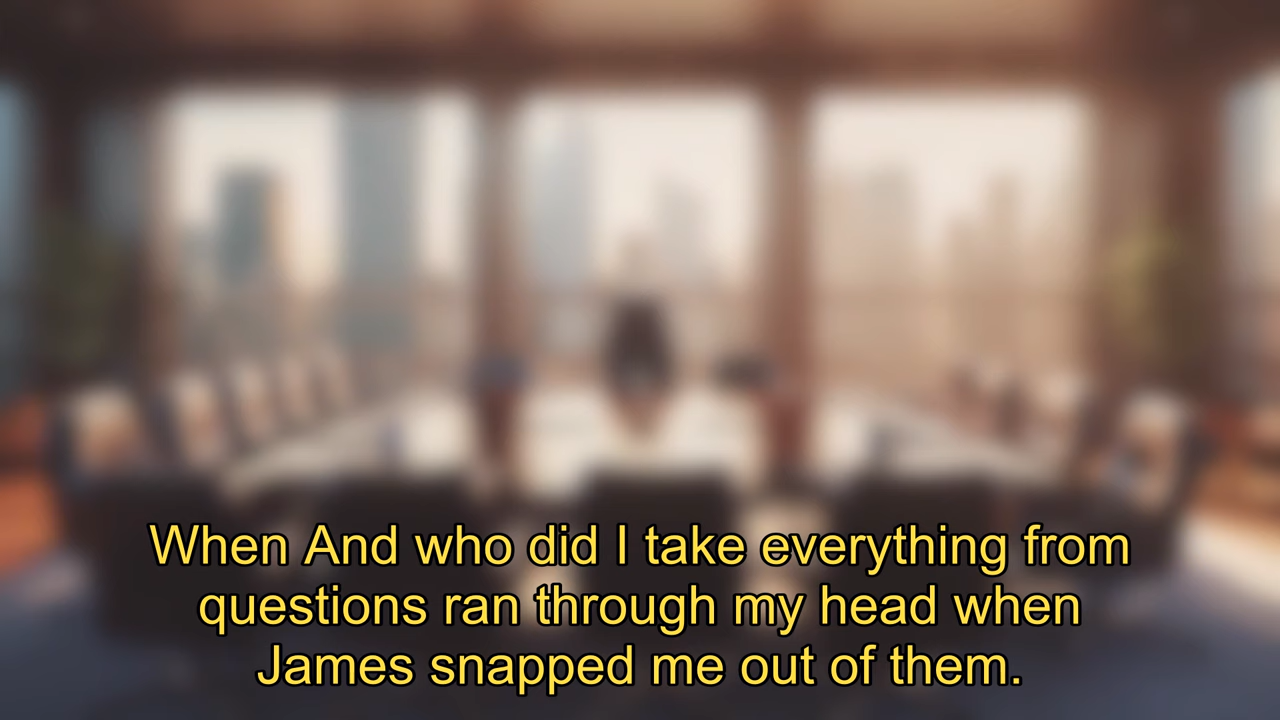 When And who did I take everything from
questions ran through my head when
James snapped me out of them.